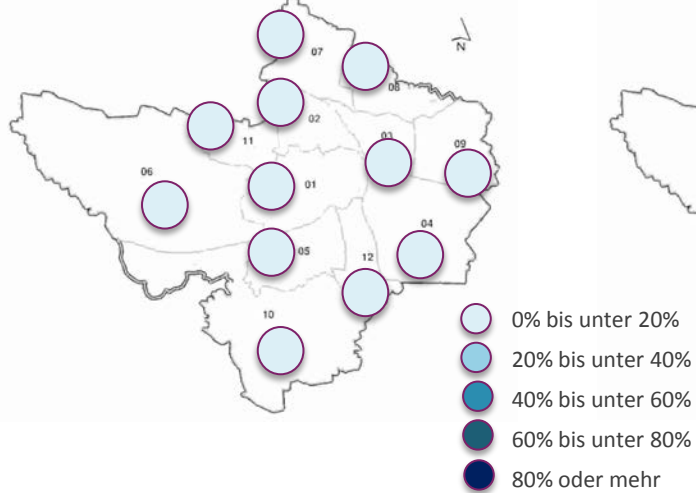 07
N
08
02
03
11
09
06
01
04
05
12
10
0% bis unter 20%
20% bis unter 40%
40% bis unter 60%
60% bis unter 80%
80% oder mehr